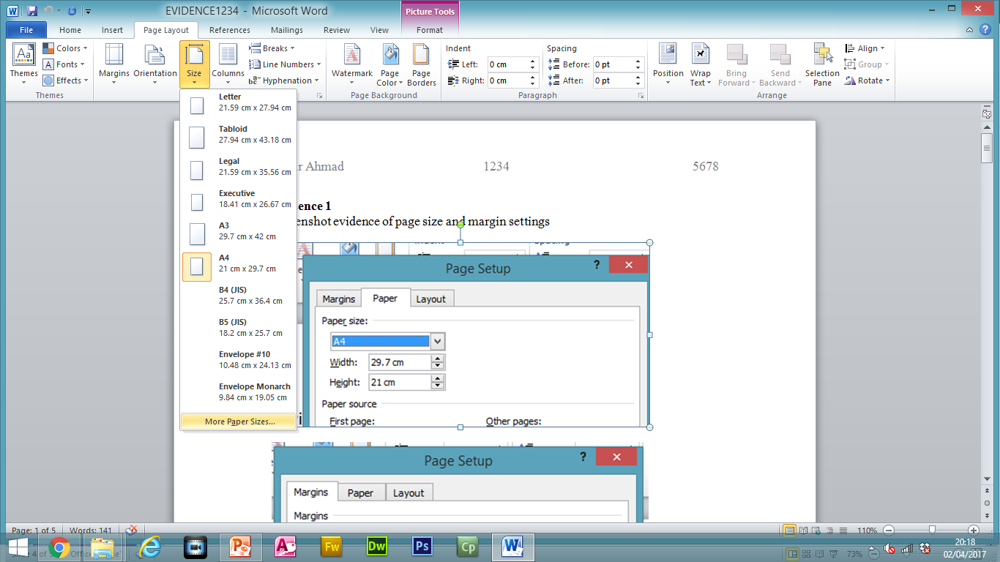 EVIDENCE1234 - Microsoft Word
Picture Tools
File Home Insert Page Layout References Mailings Review View Format
Themes
Colors
Fonts
Effects
Margins
Orientation
Size
Columns
Breaks
Line Numbers
Hyphenation
Watermark
Page Color
Page Borders
Indent
Left: 0 cm
Right: 0 cm
Spacing
Before: 0 pt
After: 0 pt
Position
Wrap Text
Bring Forward
Send Backward
Selection Pane
Align
Group
Rotate
Themes Page Background Paragraph Arrange
Letter
21.59 cm x 27.94 cm
Tabloid
27.94 cm x 43.18 cm
Legal
21.59 cm x 35.56 cm
Executive
18.41 cm x 26.67 cm
A3
29.7 cm x 42 cm
A4
21 cm x 29.7 cm
B4 (JIS)
25.7 cm x 36.4 cm
B5 (JIS)
18.2 cm x 25.7 cm
Envelope #10
10.48 cm x 24.13 cm
Envelope Monarch
9.84 cm x 19.05 cm
More Paper Sizes...
r Ahmad 1234 5678
ence 1
enshot evidence of page size and margin settings
Page Setup
? 
Margins Paper Layout
Paper size:
A4
Width: 29.7 cm
Height: 21 cm
Paper source
First page: Other pages:
Page Setup
?
Margins Paper Layout
Margins
Page: 1 of 5 Words: 141 110%
Fw Dw Ps Cp
73%
20:18
02/04/2017